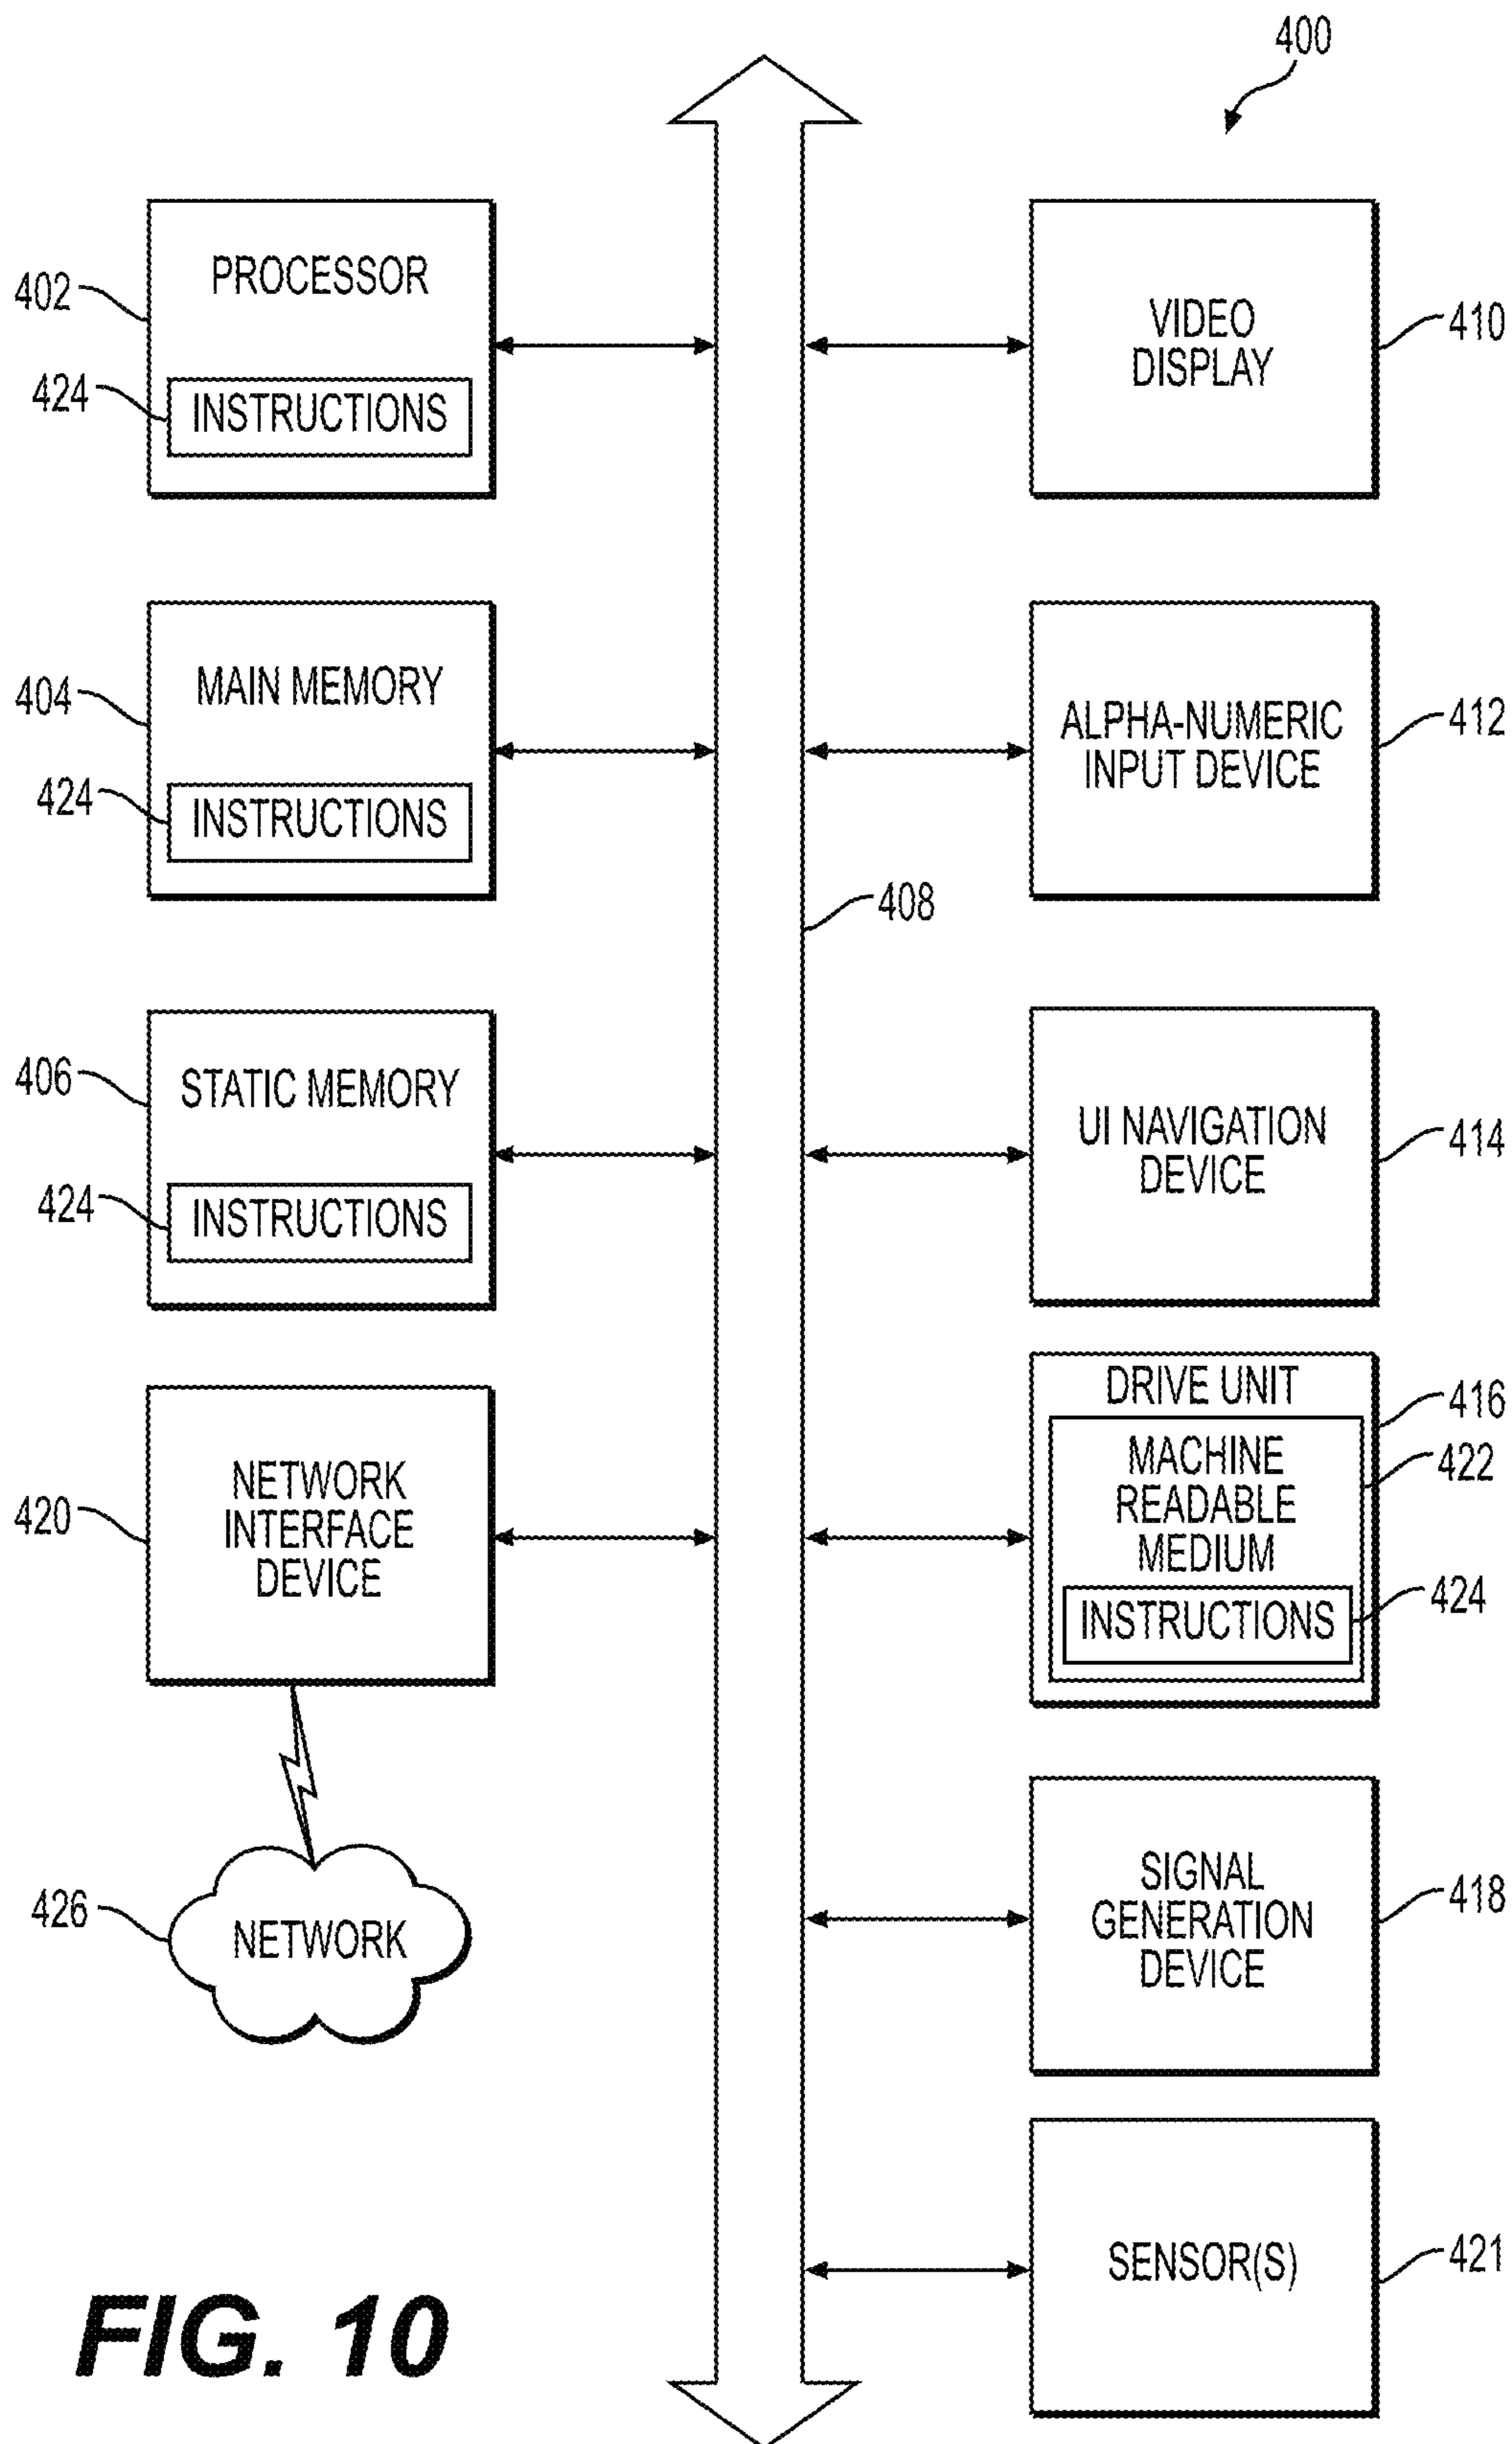 400
PROCESSOR
402
424
INSTRUCTIONS
VIDEO
DISPLAY
410
MAIN MEMORY
404
424
INSTRUCTIONS
ALPHA-NUMERIC
INPUT DEVICE
412
408
STATIC MEMORY
406
424
INSTRUCTIONS
UI NAVIGATION
DEVICE
414
NETWORK
INTERFACE
DEVICE
420
DRIVE UNIT
416
MACHINE
READABLE
MEDIUM
422
INSTRUCTIONS
424
426
NETWORK
SIGNAL
GENERATION
DEVICE
418
SENSOR(S)
421
FIG. 10